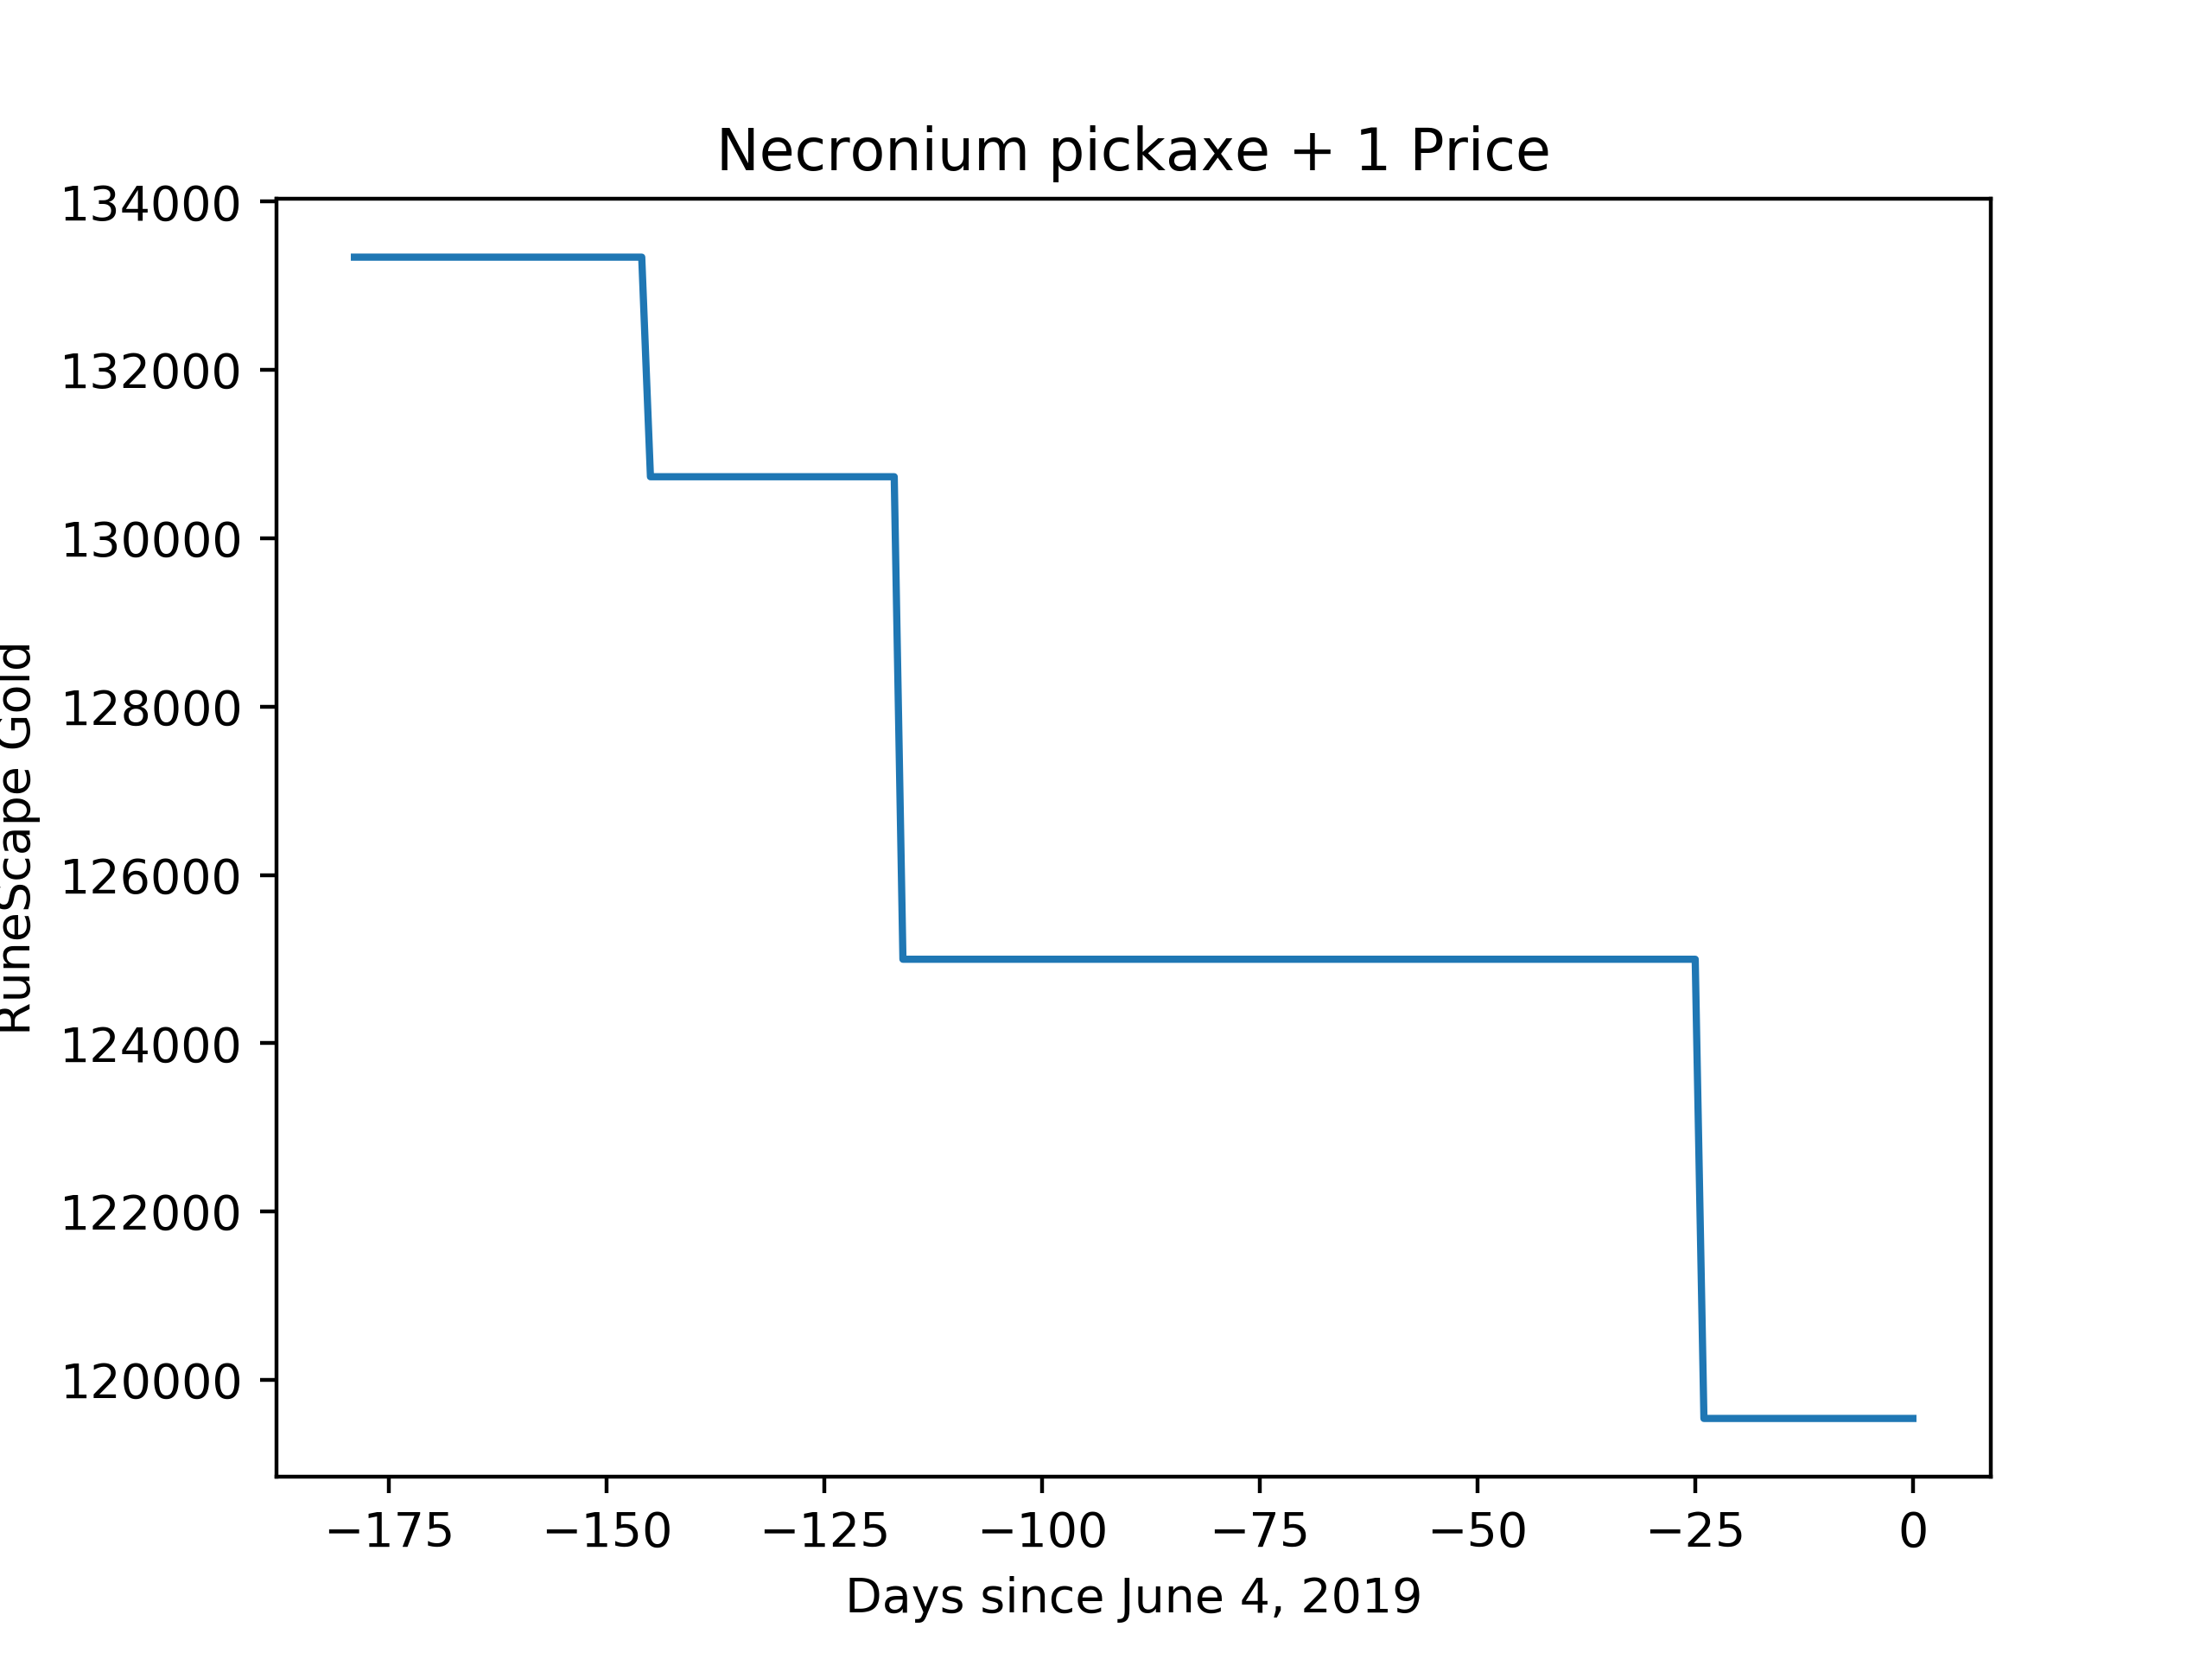 Necronium pickaxe + 1 Price
134000
132000
130000
128000
126000
124000
122000
120000
RuneScape Gold
−175 −150 −125 −100 −75 −50 −25 0
Days since June 4, 2019